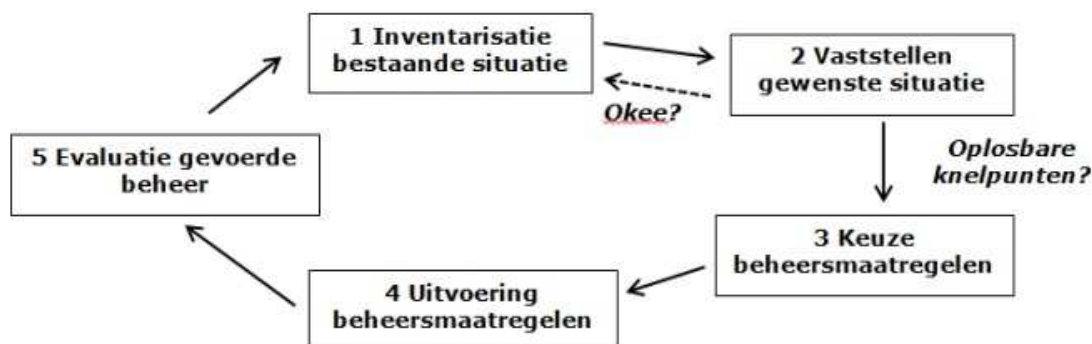 1 Inventarisatie
bestaande situatie
2 Vaststellen
gewenste situatie
Okee?
Oplosbare
knelpunten?
3 Keuze
beheersmaatregelen
4 Uitvoering
beheersmaatregelen
5 Evaluatie gevoerde
beheer